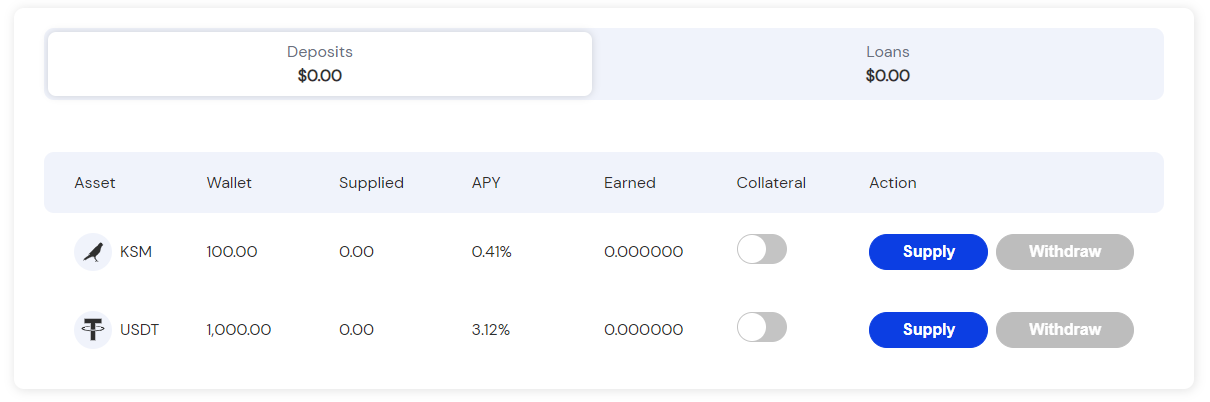 Deposits
$0.00
Loans
$0.00
Asset Wallet Supplied APY Earned Collateral Action
KSM 100.00 0.00 0.41% 0.000000 Supply Withdraw
USDT 1,000.00 0.00 3.12% 0.000000 Supply Withdraw